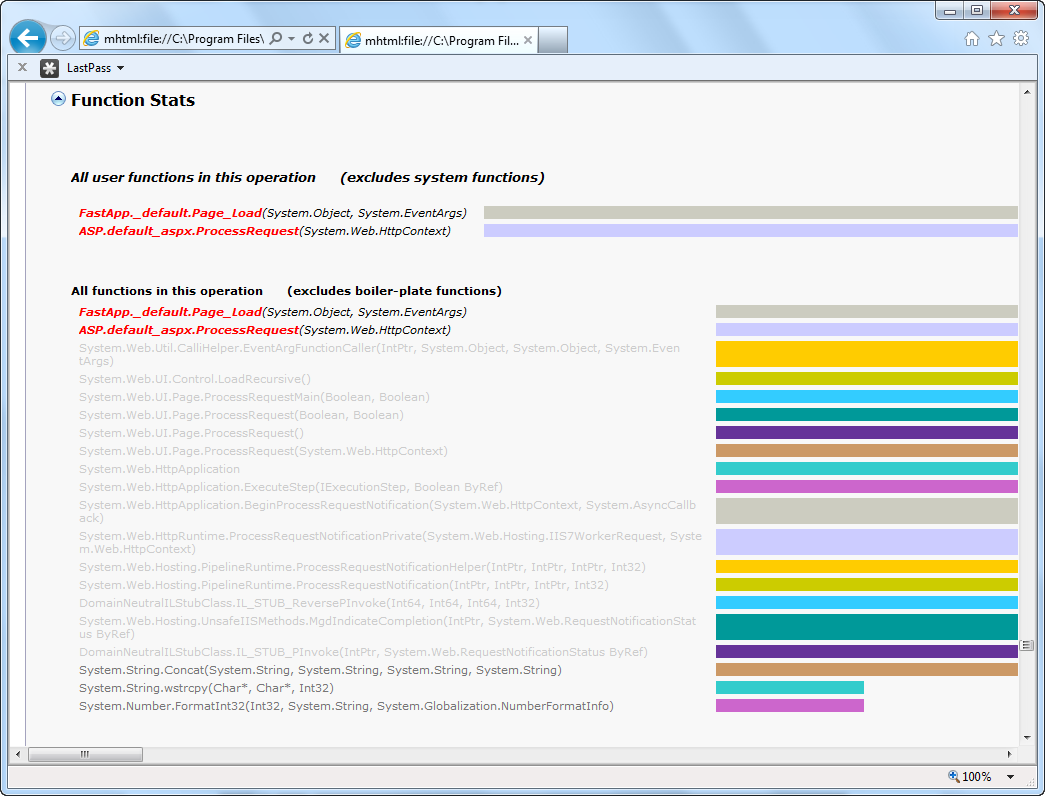 mhtml:file://C:\Program Files\
mhtml:file://C:\Program Fil...
LastPass
Function Stats
All user functions in this operation (excludes system functions)
FastApp._default.Page_Load(System.Object, System.EventArgs)
ASP.default_aspx.ProcessRequest(System.Web.HttpContext)
All functions in this operation (excludes boiler-plate functions)
FastApp._default.Page_Load(System.Object, System.EventArgs)
ASP.default_aspx.ProcessRequest(System.Web.HttpContext)
System.Web.Util.CalliHelper.EventArgFunctionCaller(IntPtr, System.Object, System.Object, System.Even
tArgs)
System.Web.UI.Control.LoadRecursive()
System.Web.UI.Page.ProcessRequestMain(Boolean, Boolean)
System.Web.UI.Page.ProcessRequest(Boolean, Boolean)
System.Web.UI.Page.ProcessRequest()
System.Web.UI.Page.ProcessRequest(System.Web.HttpContext)
System.Web.HttpApplication
System.Web.HttpApplication.ExecuteStep(IExecutionStep, Boolean ByRef)
System.Web.HttpApplication.BeginProcessRequestNotification(System.Web.HttpContext, System.AsyncCallb
ack)
System.Web.HttpRuntime.ProcessRequestNotificationPrivate(System.Web.Hosting.IIS7WorkerRequest, Syste
m.Web.HttpContext)
System.Web.Hosting.PipelineRuntime.ProcessRequestNotificationHelper(IntPtr, IntPtr, IntPtr, Int32)
System.Web.Hosting.PipelineRuntime.ProcessRequestNotification(IntPtr, IntPtr, IntPtr, Int32)
DomainNeutralILStubClass.IL_STUB_ReversePInvoke(Int64, Int64, Int64, Int32)
System.Web.Hosting.UnsafeIISMethods.MgdIndicateCompletion(IntPtr, System.Web.RequestNotificationStat
us ByRef)
DomainNeutralILStubClass.IL_STUB_PInvoke(IntPtr, System.Web.RequestNotificationStatus ByRef)
System.String.Concat(System.String, System.String, System.String, System.String)
System.String.wstrcpy(Char*, Char*, Int32)
System.Number.FormatInt32(Int32, System.String, System.Globalization.NumberFormatInfo)
100%